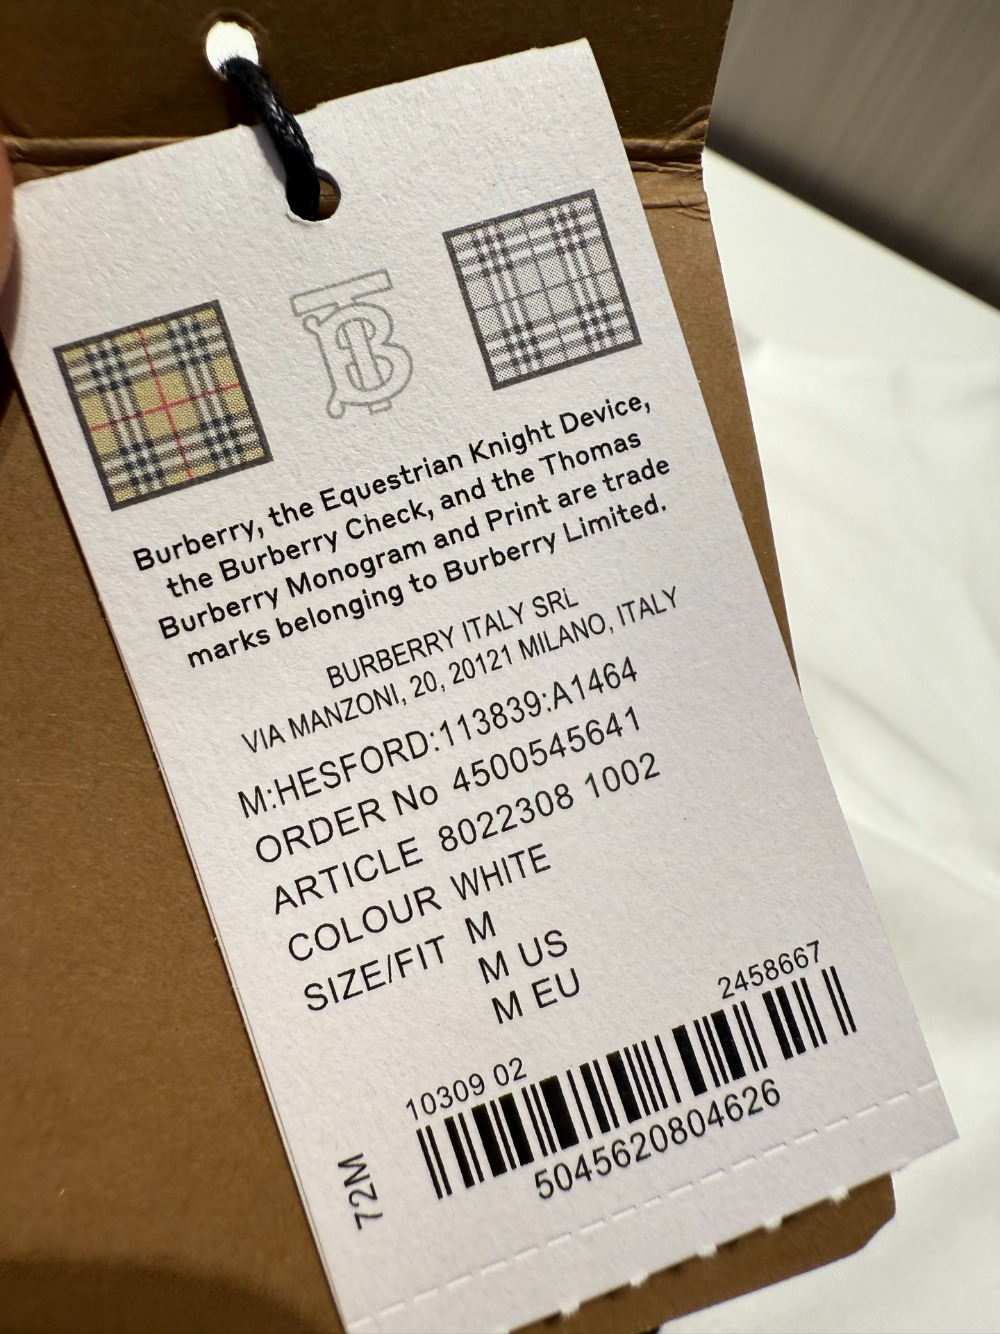 Burberry, the Equestrian Knight Device,
the Burberry Check, and the Thomas
Burberry Monogram and Print are trade
marks belonging to Burberry Limited.
BURBERRY ITALY SRL
VIA MANZONI, 20, 20121 MILANO, ITALY
M:HESFORD:113839:A1464
ORDER No 4500545641
ARTICLE 8022308 1002
COLOUR WHITE
SIZE/FIT M
M US
M EU
2458667
10309 02
5045620804626
72M